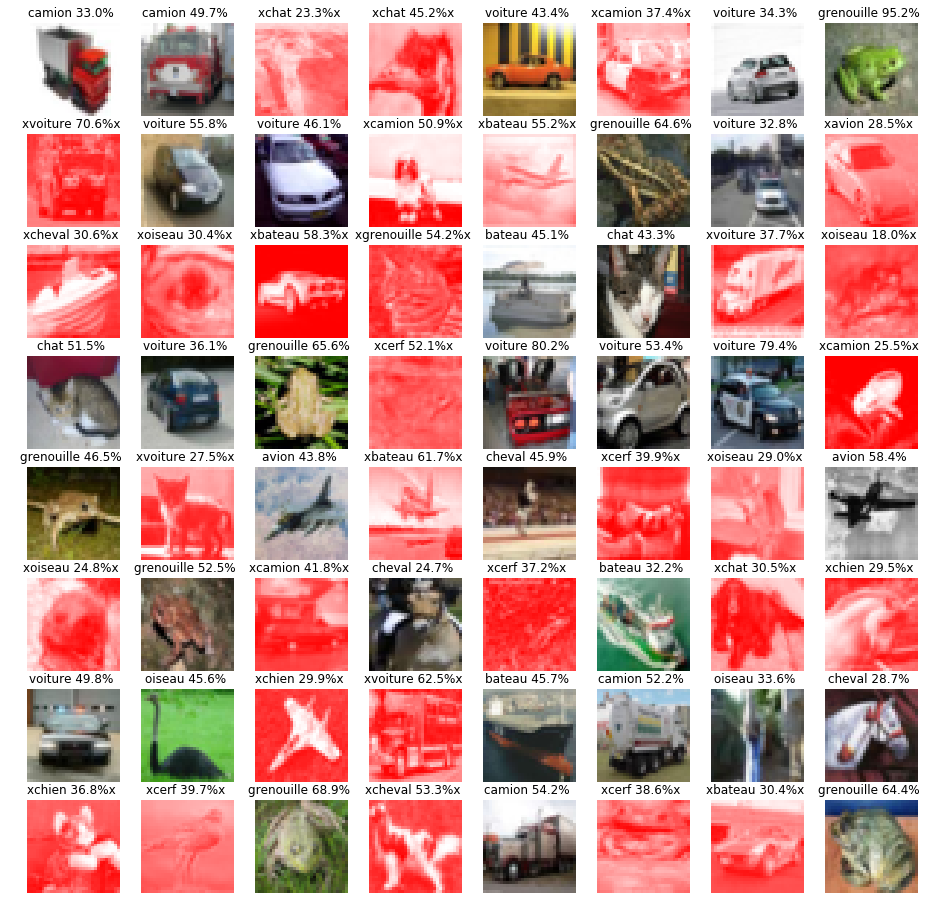 camion 33.0% camion 49.7% xchat 23.3%x xchat 45.2%x voiture 43.4% xcamion 37.4%x voiture 34.3% grenouille 95.2%
xvoiture 70.6%x voiture 55.8% voiture 46.1% xcamion 50.9%x xbateau 55.2%x grenouille 64.6% voiture 32.8% xavion 28.5%x
xcheval 30.6%x xoiseau 30.4%x xbateau 58.3%x xgrenouille 54.2%x bateau 45.1% chat 43.3% xvoiture 37.7%x xoiseau 18.0%x
chat 51.5% voiture 36.1% grenouille 65.6% xcerf 52.1%x voiture 80.2% voiture 53.4% voiture 79.4% xcamion 25.5%x
grenouille 46.5% xvoiture 27.5%x avion 43.8% xbateau 61.7%x cheval 45.9% xcerf 39.9%x xoiseau 29.0%x avion 58.4%
xoiseau 24.8%x grenouille 52.5% xcamion 41.8%x cheval 24.7% xcerf 37.2%x bateau 32.2% xchat 30.5%x xchien 29.5%x
voiture 49.8% oiseau 45.6% xchien 29.9%x xvoiture 62.5%x bateau 45.7% camion 52.2% oiseau 33.6% cheval 28.7%
xchien 36.8%x xcerf 39.7%x grenouille 68.9% xcheval 53.3%x camion 54.2% xcerf 38.6%x xbateau 30.4%x grenouille 64.4%